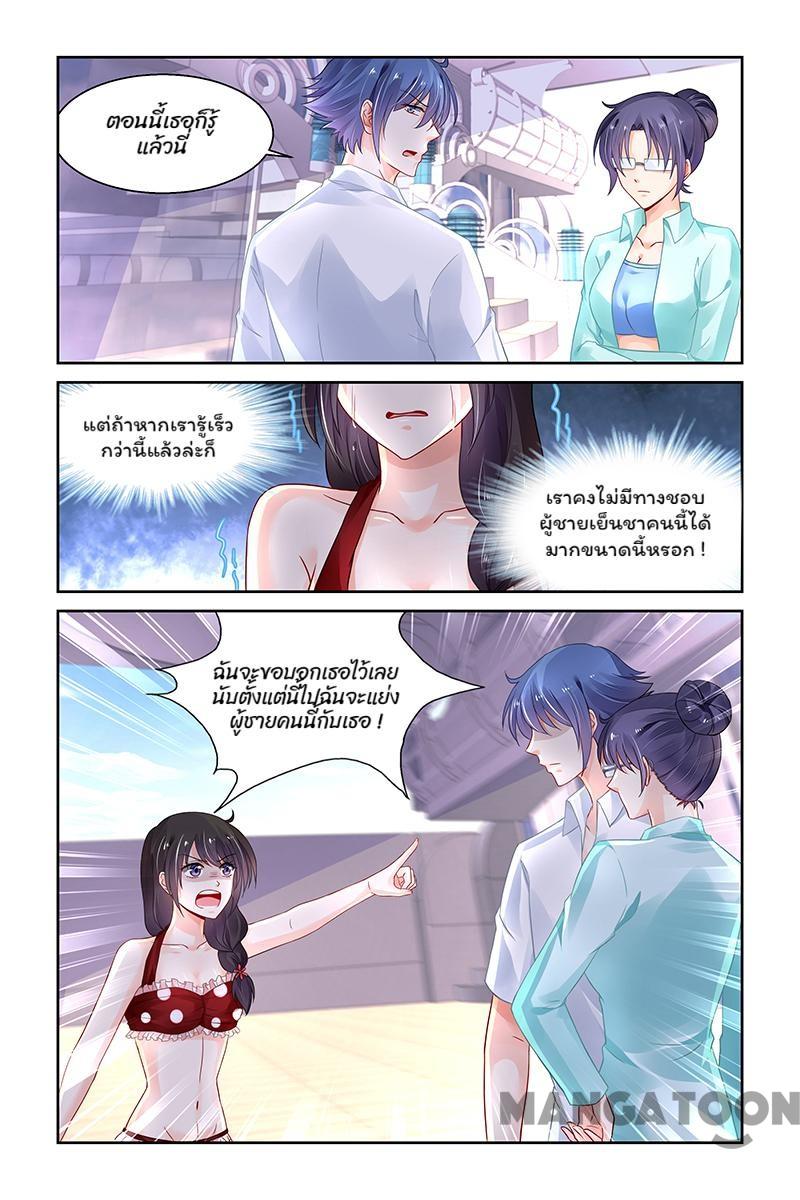 ตอนนี้เธอก็รู้
แล้วนี่
แต่ถ้าหากเรารู้เร็ว
กว่านี้แล้วล่ะก็
เราคงไม่มีทางชอบ
ผู้ชายเย็นชาคนนี้ได้
มากขนาดนี้หรอก !
ฉันจะขอบอกเธอไว้เลย
นับตั้งแต่นี้ไปฉันจะแย่ง
ผู้ชายคนนี้กับเธอ !
MANGATOON